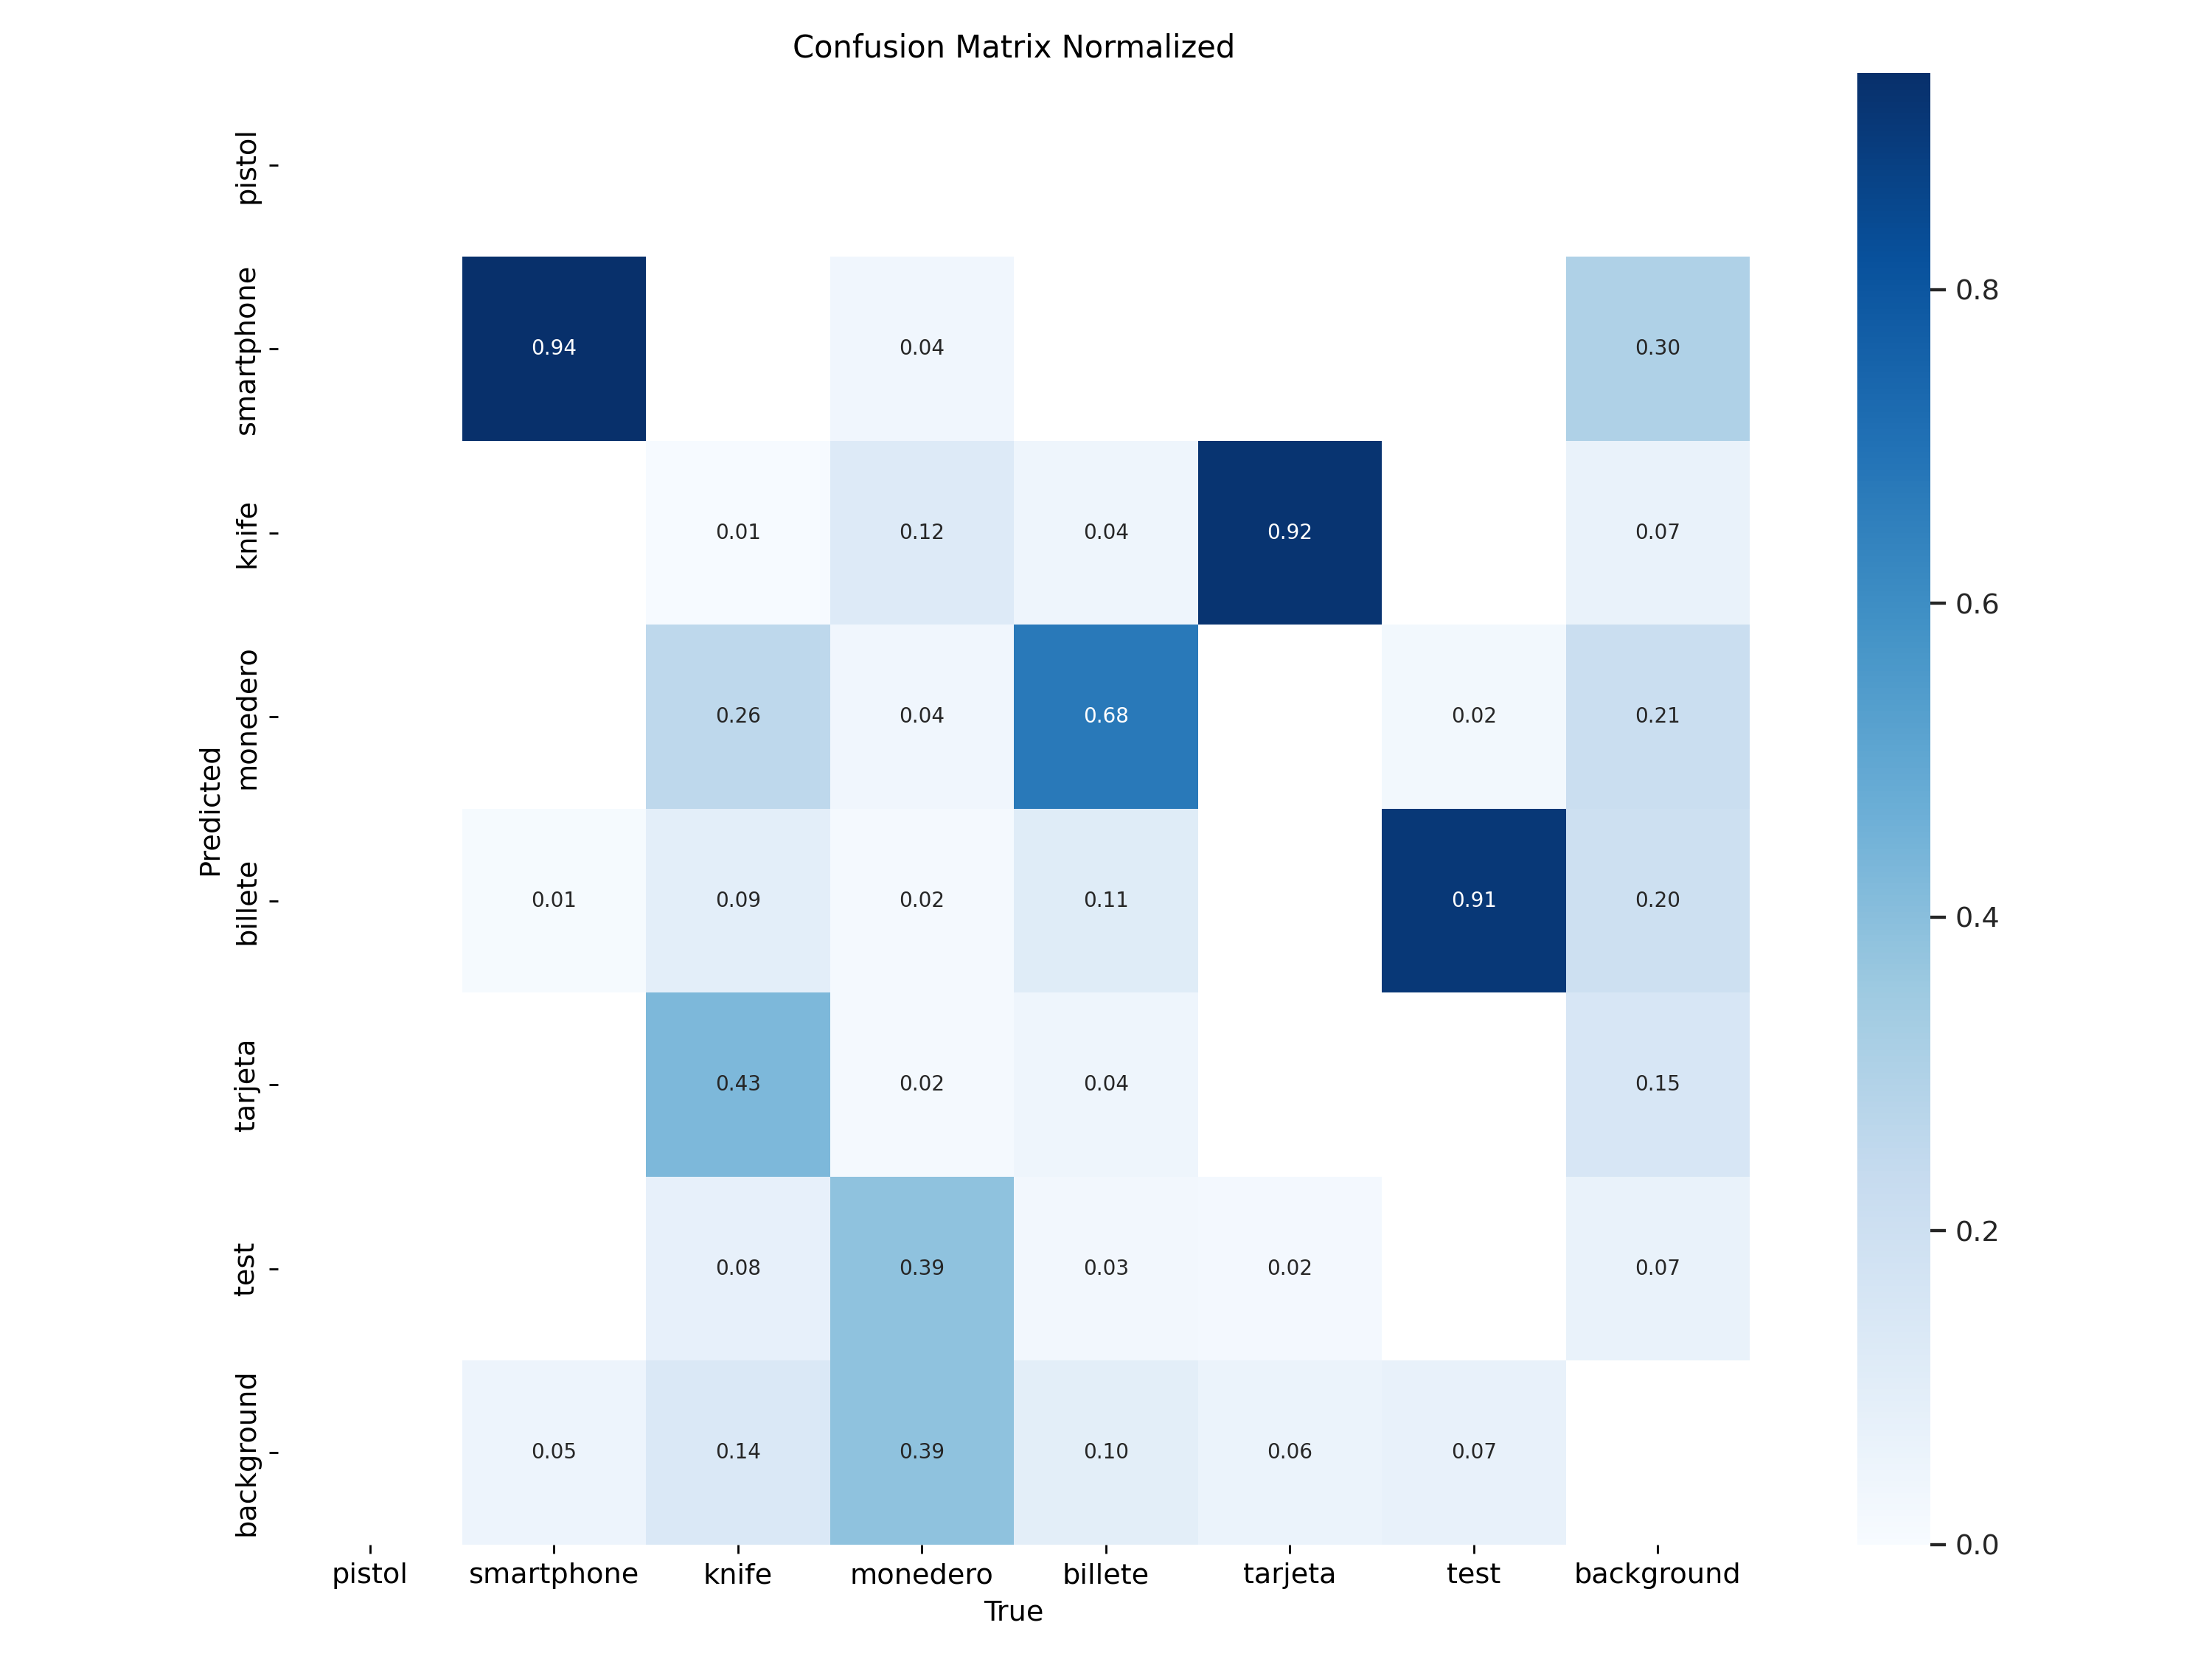 Confusion Matrix Normalized
pistol
smartphone 0.94 0.04 0.30
knife 0.01 0.12 0.04 0.92 0.07
monedero 0.26 0.04 0.68 0.02 0.21
billete 0.01 0.09 0.02 0.11 0.91 0.20
tarjeta 0.43 0.02 0.04 0.15
test 0.08 0.39 0.03 0.02 0.07
background 0.05 0.14 0.39 0.10 0.06 0.07
Predicted
pistol smartphone knife monedero billete tarjeta test background
True
0.8
0.6
0.4
0.2
0.0